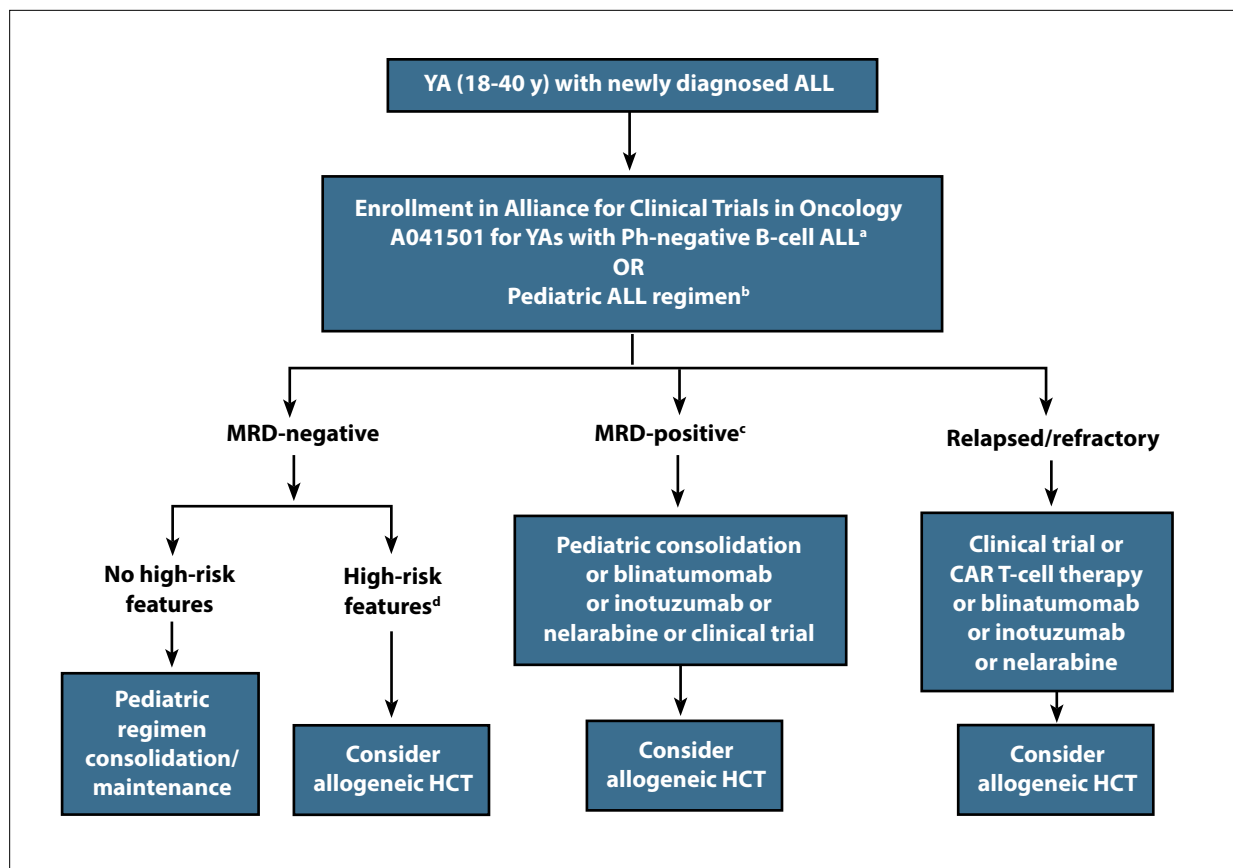 YA (18-40 y) with newly diagnosed ALL
Enrollment in Alliance for Clinical Trials in Oncology
A041501 for YAs with Ph-negative B-cell ALLᵃ
OR
Pediatric ALL regimenᵇ
MRD-negative
MRD-positiveᶜ
Relapsed/refractory
No high-risk
features
High-risk
featuresᵈ
Pediatric consolidation
or blinatumomab
or inotuzumab or
nelarabine or clinical trial
Clinical trial or
CAR T-cell therapy
or blinatumomab
or inotuzumab
or nelarabine
Pediatric
regimen
consolidation/
maintenance
Consider
allogeneic HCT
Consider
allogeneic HCT
Consider
allogeneic HCT